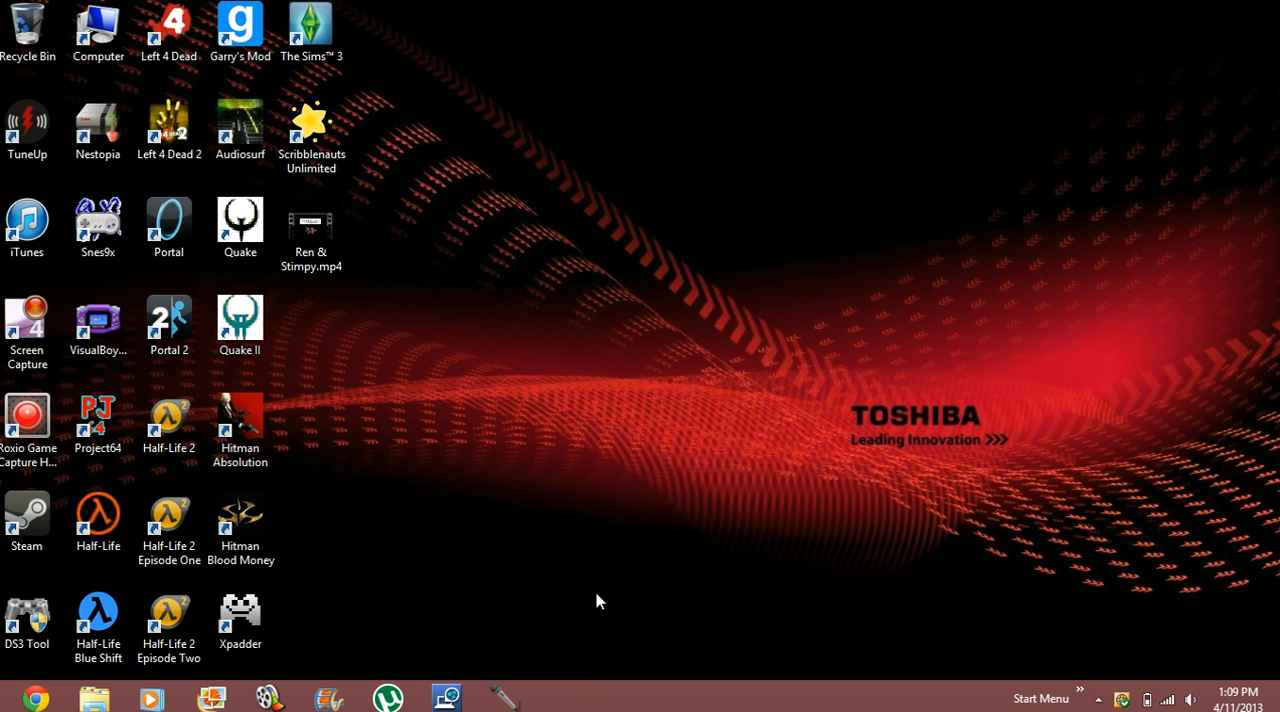 Recycle Bin
Computer
Left 4 Dead
Garry's Mod
The Sims™ 3
TuneUp
Nestopia
Left 4 Dead 2
Audiosurf
Scribblenauts
Unlimited
iTunes
Snes9x
Portal
Quake
Ren &
Stimpy.mp4
Screen
Capture
VisualBoy...
Portal 2
Quake II
Roxio Game
Capture H...
Project64
Half-Life 2
Hitman
Absolution
Steam
Half-Life
Half-Life 2
Episode One
Hitman
Blood Money
DS3 Tool
Half-Life
Blue Shift
Half-Life 2
Episode Two
Xpadder
TOSHIBA
Leading Innovation >>>
Start Menu
1:09 PM
4/11/2013